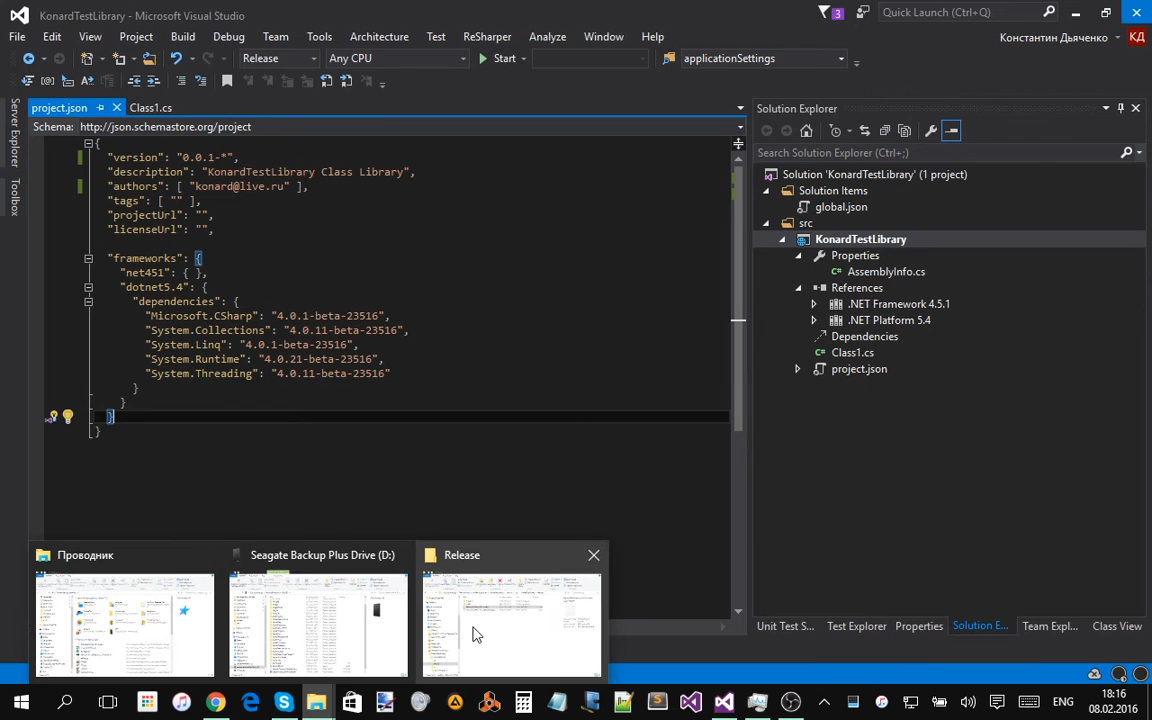 KonardTestLibrary - Microsoft Visual Studio
3
Quick Launch (Ctrl+Q)
File Edit View Project Build Debug Team Tools Architecture Test ReSharper Analyze Window Help
Константин Дьяченко КД
Release Any CPU Start applicationSettings
Server Explorer
Toolbox
project.json Class1.cs
Schema: http://json.schemastore.org/project
{
"version": "0.0.1-*",
"description": "KonardTestLibrary Class Library",
"authors": [ "konard@live.ru" ],
"tags": [ "" ],
"projectUrl": "",
"licenseUrl": "",
"frameworks": {
"net451": { },
"dotnet5.4": {
"dependencies": {
"Microsoft.CSharp": "4.0.1-beta-23516",
"System.Collections": "4.0.11-beta-23516",
"System.Linq": "4.0.1-beta-23516",
"System.Runtime": "4.0.21-beta-23516",
"System.Threading": "4.0.11-beta-23516"
}
}
}
}
Solution Explorer
Search Solution Explorer (Ctrl+;)
Solution 'KonardTestLibrary' (1 project)
Solution Items
global.json
src
KonardTestLibrary
Properties
AssemblyInfo.cs
References
.NET Framework 4.5.1
.NET Platform 5.4
Dependencies
Class1.cs
project.json
Проводник Seagate Backup Plus Drive (D:) Release
Unit Test S... Test Explorer Properties Solution E... Team Expl... Class View
ENG
18:16
08.02.2016